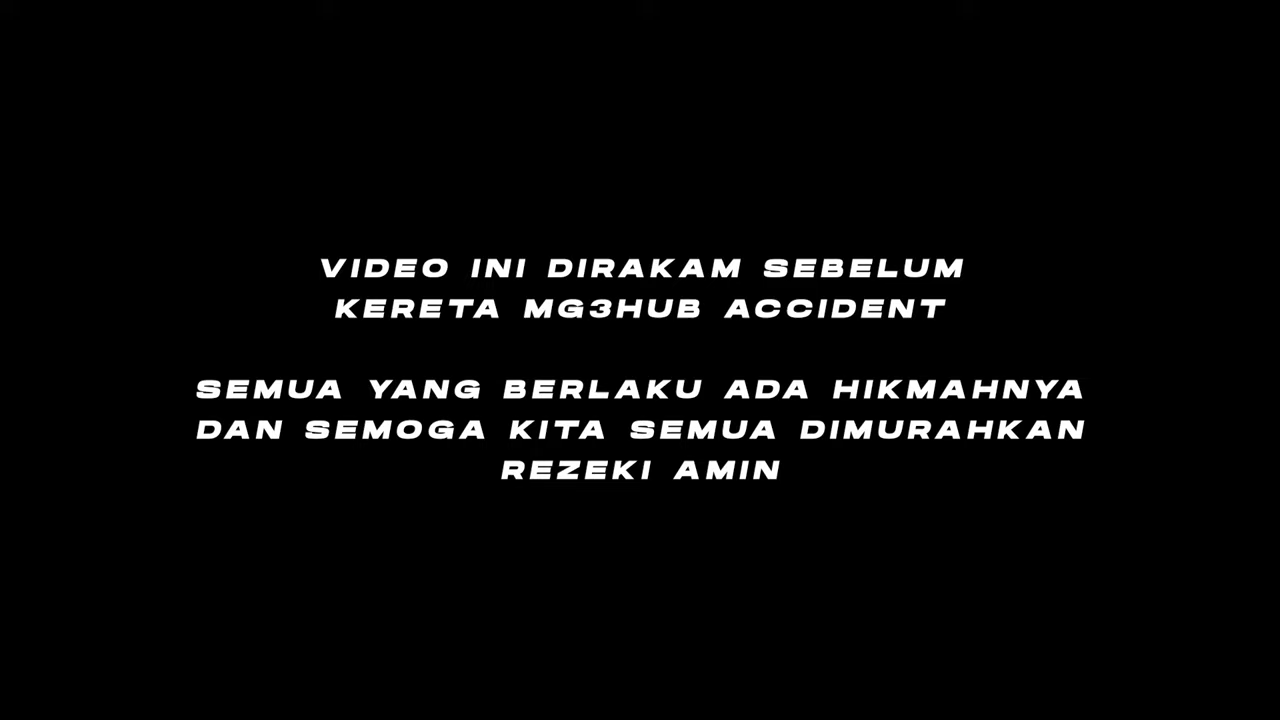 VIDEO INI DIRAKAM SEBELUM
KERETA MG3HUB ACCIDENT
SEMUA YANG BERLAKU ADA HIKMAHNYA
DAN SEMOGA KITA SEMUA DIMURAHKAN
REZEKI AMIN